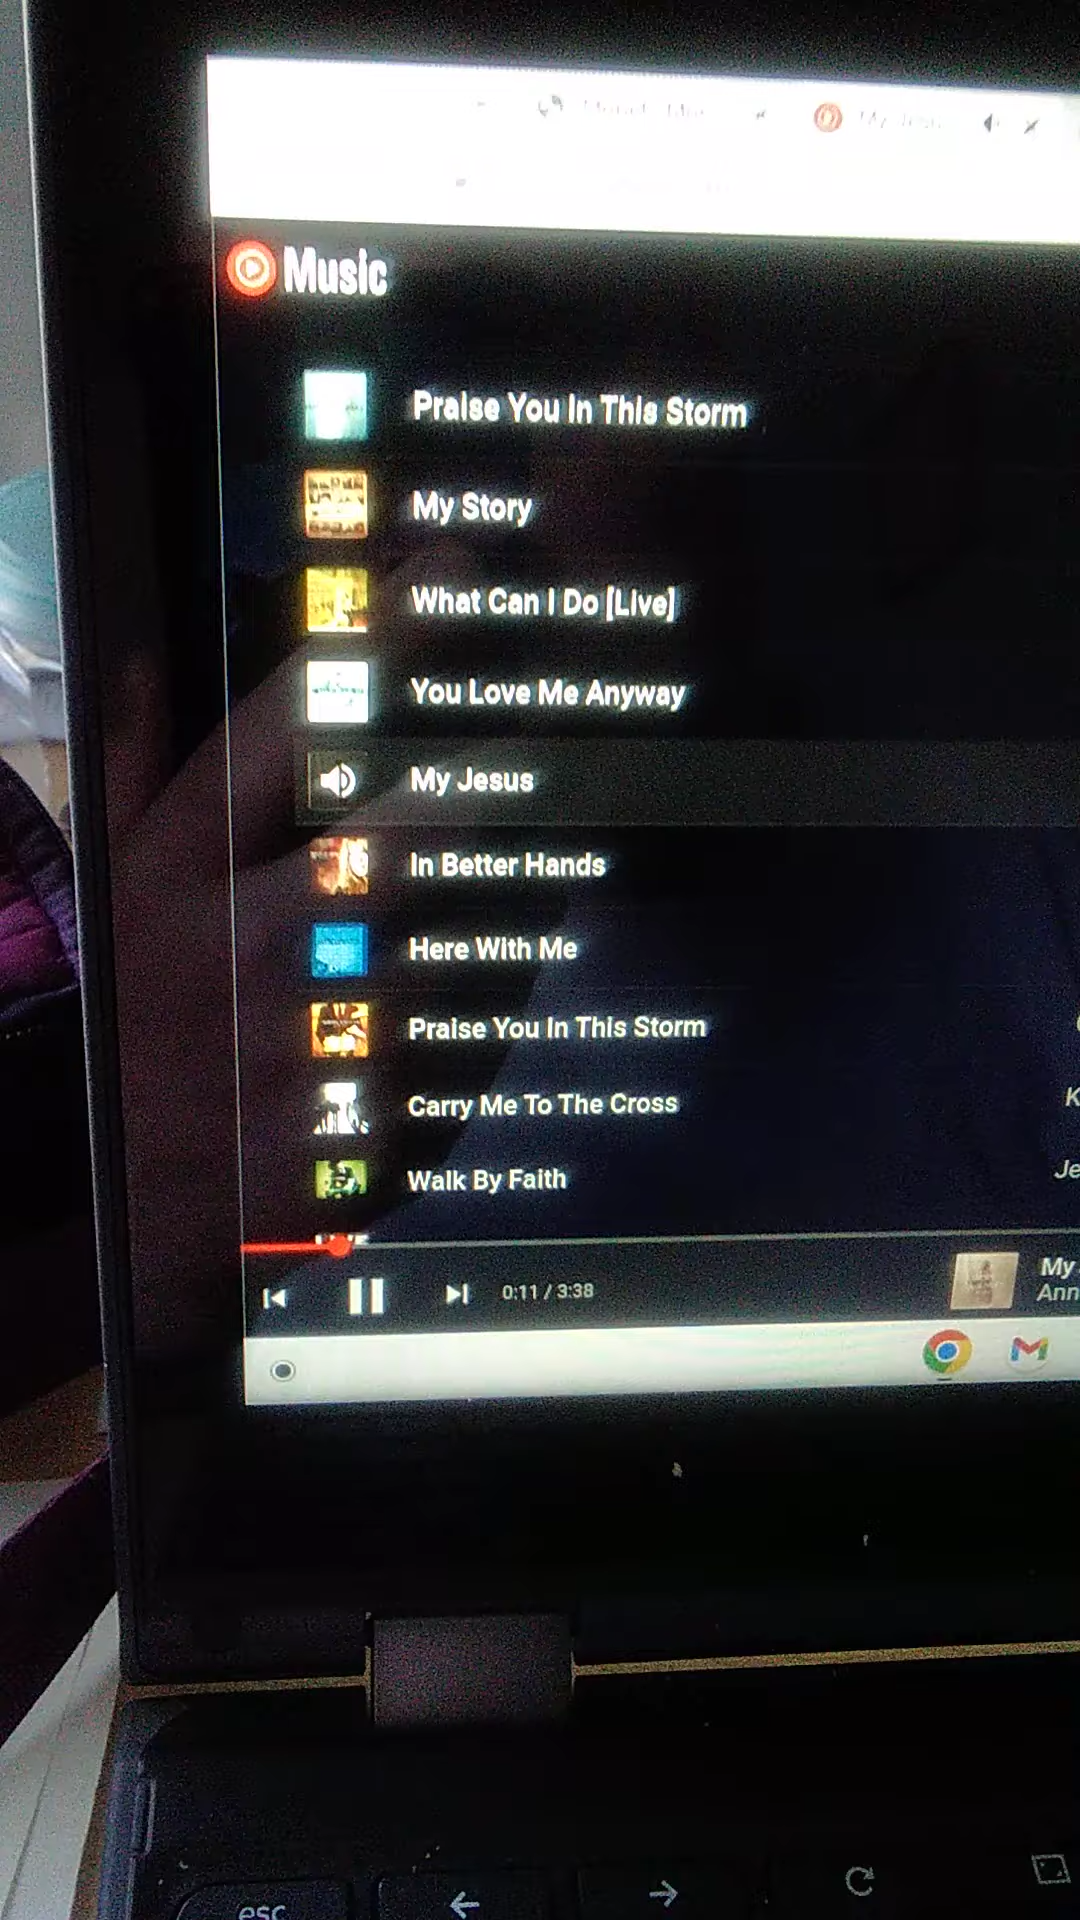 Music
Praise You In This Storm
My Story
What Can I Do [Live]
You Love Me Anyway
My Jesus
In Better Hands
Here With Me
Praise You In This Storm
Carry Me To The Cross
K
Walk By Faith
Je
0:11 / 3:38
My
Ann
esc